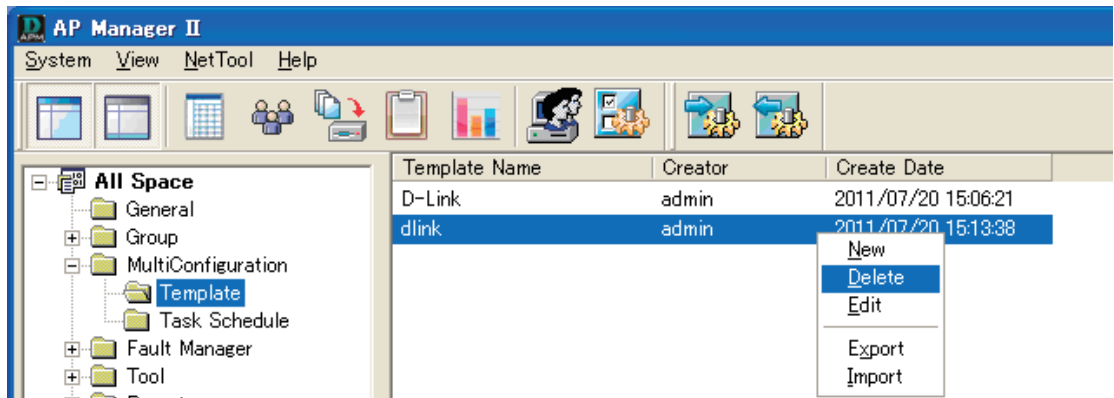 AP Manager II
System View NetTool Help
All Space
General
Group
MultiConfiguration
Template
Task Schedule
Fault Manager
Tool
Template Name Creator Create Date
D-Link admin 2011/07/20 15:06:21
dlink admin 2011/07/20 15:13:38
New
Delete
Edit
Export
Import